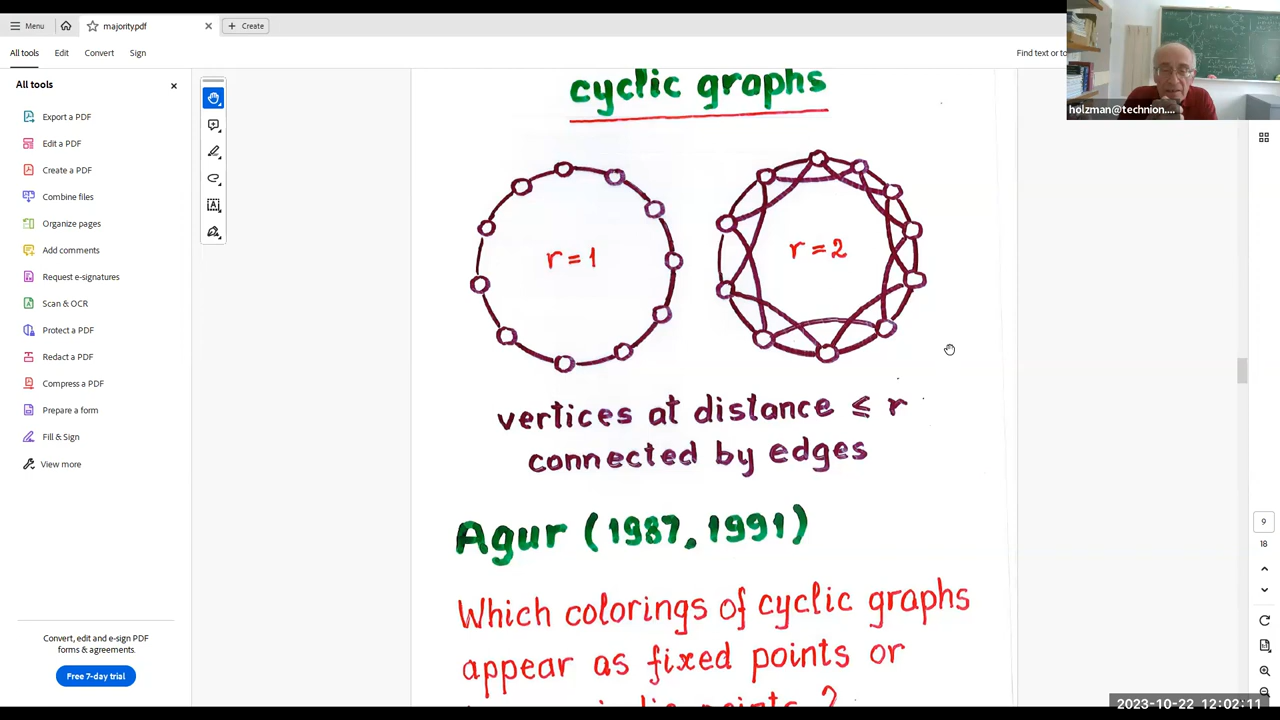 Menu
majoritypdf
Create
All tools
Edit
Convert
Sign
Find text or to
All tools
Export a PDF
Edit a PDF
Create a PDF
Combine files
Organize pages
Add comments
Request e-signatures
Scan & OCR
Protect a PDF
Redact a PDF
Compress a PDF
Prepare a form
Fill & Sign
View more
Convert, edit and e-sign PDF
forms & agreements.
Free 7-day trial
cyclic graphs
r = 1
r = 2
vertices at distance ≤ r
connected by edges
Agur (1987, 1991)
Which colorings of cyclic graphs
appear as fixed points or
points ?
holzman@technion....
9
18
2023-10-22 12:02:11